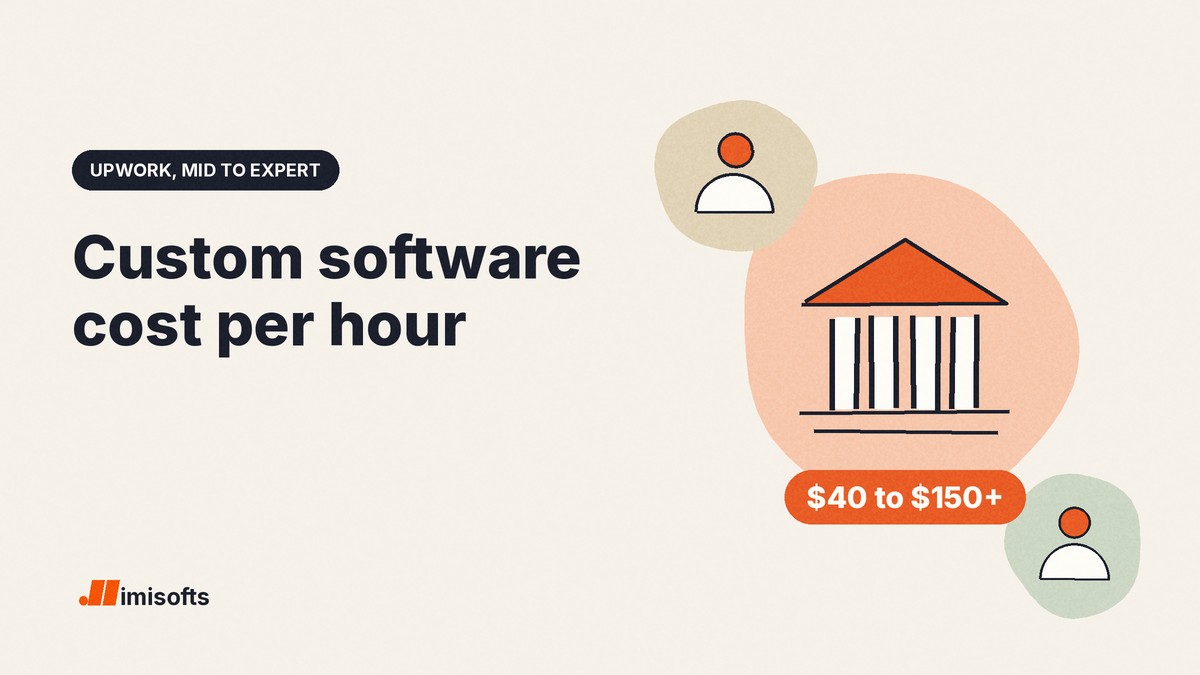 UPWORK, MID TO EXPERT
Custom software
cost per hour
$40 to $150+
imisofts